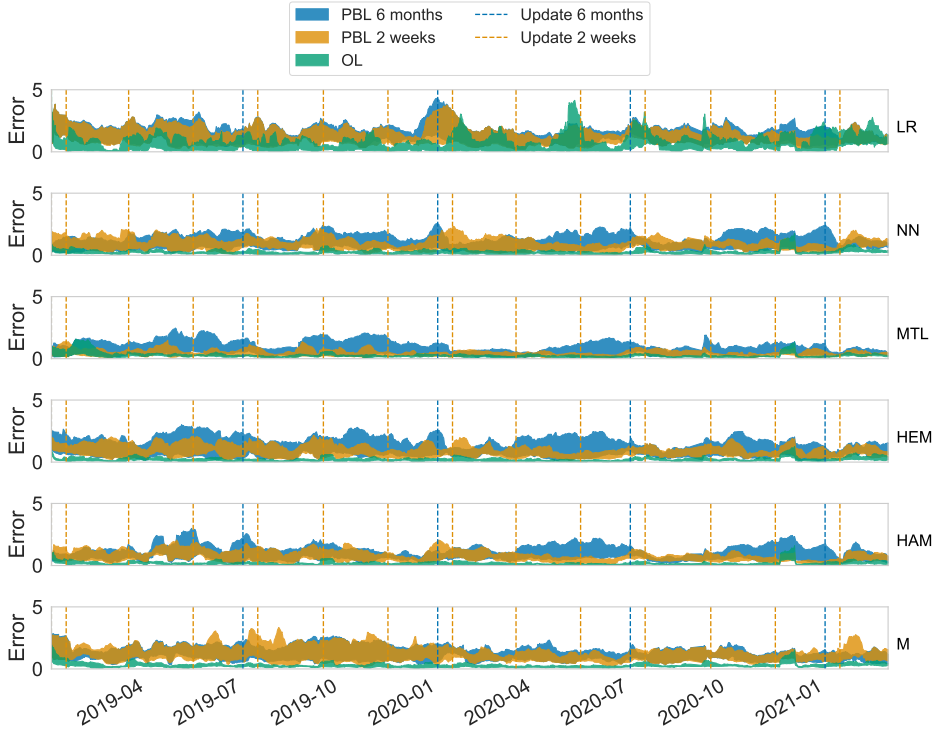 PBL 6 months
PBL 2 weeks
OL
Update 6 months
Update 2 weeks
Error
5
0
LR
Error
5
0
NN
Error
5
0
MTL
Error
5
0
HEM
Error
5
0
HAM
Error
5
0
M
2019-04
2019-07
2019-10
2020-01
2020-04
2020-07
2020-10
2021-01